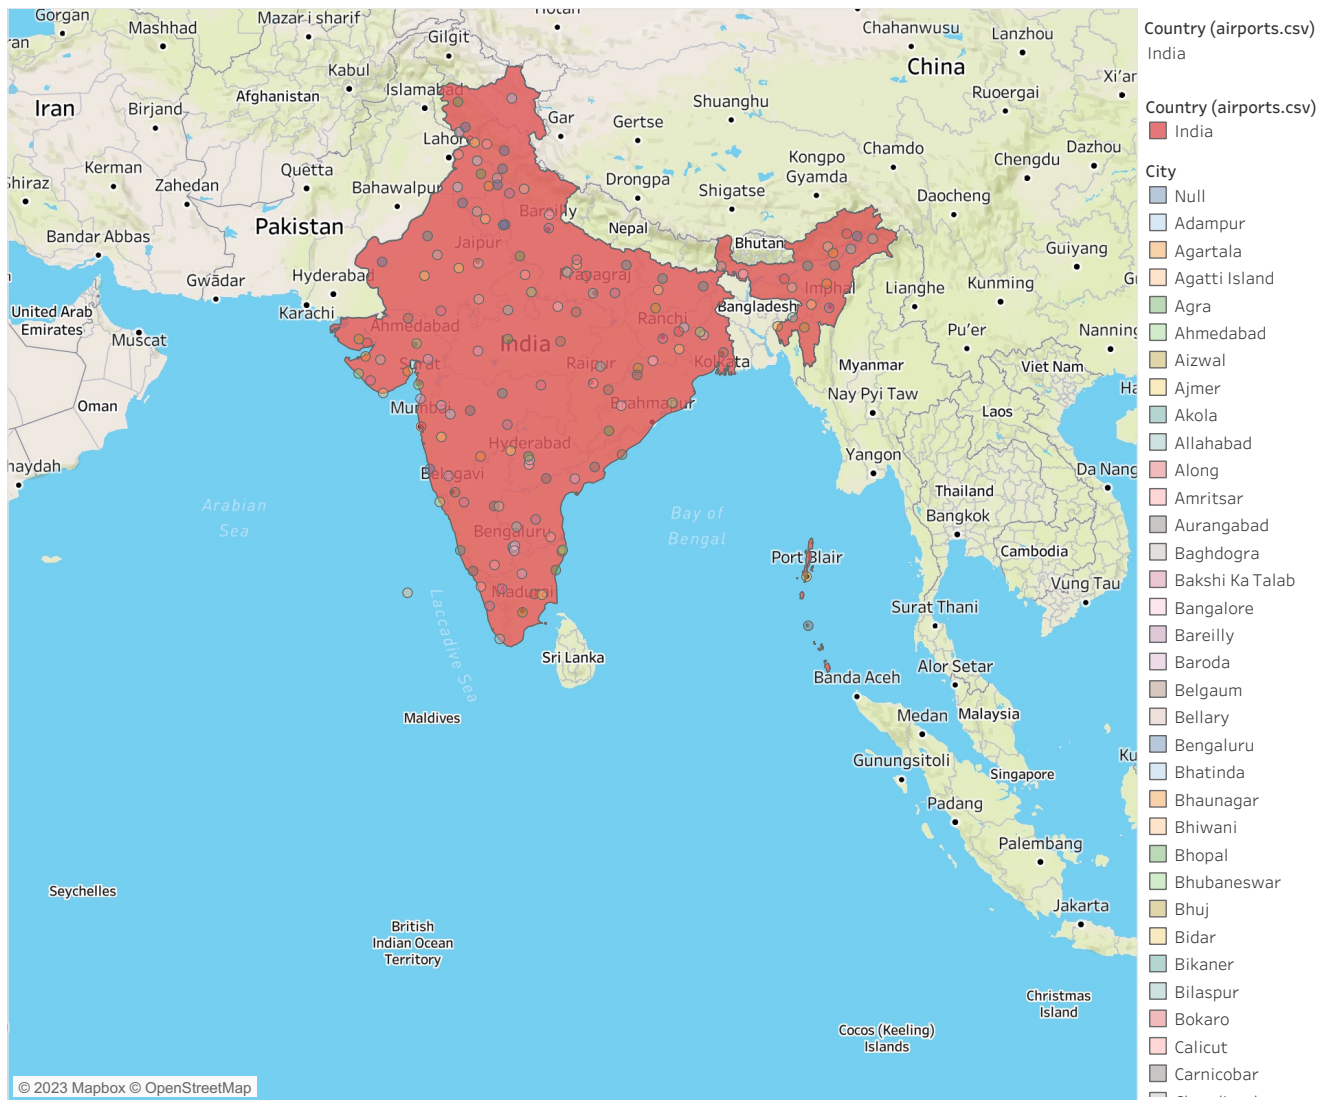 Gorgan
Mashhad
Mazar i sharif
Gilgit
Chahanwusu
Lanzhou
Kabul
Islamabad
China
Xi'an
Iran
Birjand
Afghanistan
Shuanghu
Ruoergai
Lahor
Gar
Gertse
Kongpo
Gyamda
Chamdo
Dazhou
Chengdu
Kerman
Shiraz
Zahedan
Quetta
Bahawalpur
Drongpa
Shigatse
Daocheng
Pakistan
Bareilly
Nepal
Bhutan
Bandar Abbas
Jaipur
Guiyang
Gwādar
Hyderabad
Prayagraj
Imphal
Lianghe
Kunming
United Arab
Emirates
Karachi
Bangladesh
Muscat
Ahmedabad
Ranchi
Pu'er
Nanning
India
Surat
Raipur
Kolkata
Myanmar
Viet Nam
Oman
Mumbai
Brahmapur
Nay Pyi Taw
Laos
Hyderabad
Yangon
haydah
Belagavi
Da Nang
Arabian
Sea
Bay of
Bengal
Thailand
Bangkok
Bengaluru
Port Blair
Cambodia
Vung Tau
Laccadive Sea
Madurai
Surat Thani
Sri Lanka
Banda Aceh
Alor Setar
Maldives
Medan
Malaysia
Gunungsitoli
Singapore
Ku
Padang
Palembang
Seychelles
Jakarta
British
Indian Ocean
Territory
Christmas
Island
Cocos (Keeling)
Islands
© 2023 Mapbox © OpenStreetMap
Country (airports.csv)
India
Country (airports.csv)
India
City
Null
Adampur
Agartala
Agatti Island
Agra
Ahmedabad
Aizwal
Ajmer
Akola
Allahabad
Along
Amritsar
Aurangabad
Baghdogra
Bakshi Ka Talab
Bangalore
Bareilly
Baroda
Belgaum
Bellary
Bengaluru
Bhatinda
Bhaunagar
Bhiwani
Bhopal
Bhubaneswar
Bhuj
Bidar
Bikaner
Bilaspur
Bokaro
Calicut
Carnicobar